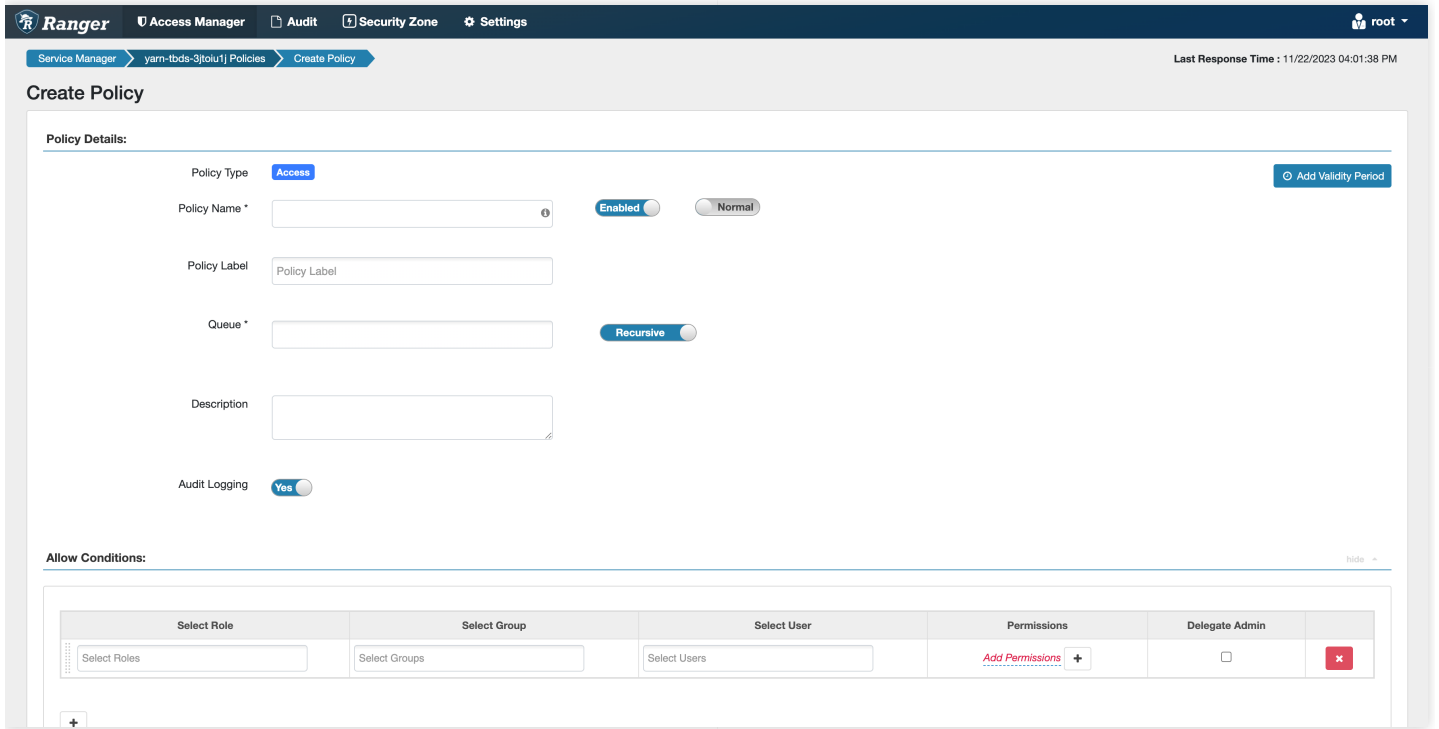 Ranger Access Manager Audit Security Zone Settings root
Service Manager yarn-tbds-3jtoiu1j Policies Create Policy Last Response Time : 11/22/2023 04:01:38 PM
Create Policy
Policy Details:
Policy Type Access Add Validity Period
Policy Name * Enabled Normal
Policy Label Policy Label
Queue * Recursive
Description
Audit Logging Yes
Allow Conditions: hide
Select Role Select Group Select User Permissions Delegate Admin
Select Roles Select Groups Select Users Add Permissions +
+